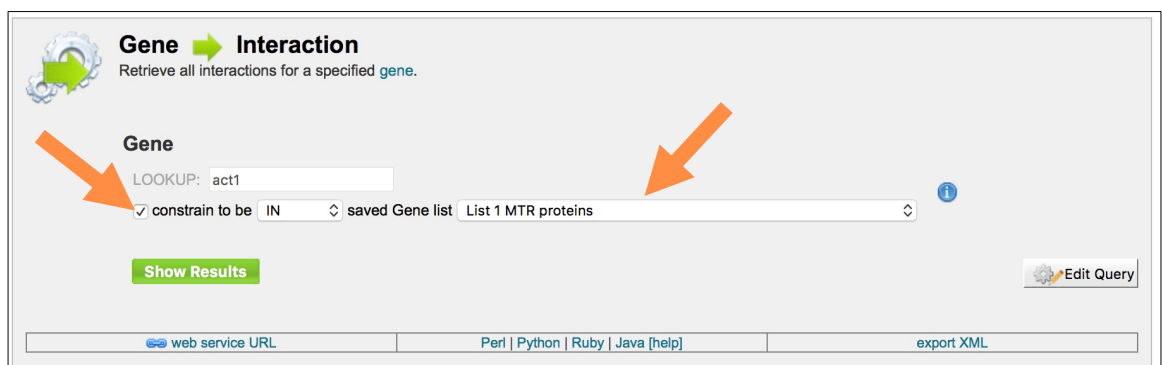 Gene Interaction
Retrieve all interactions for a specified gene.
Gene
LOOKUP: act1
constrain to be IN saved Gene list List 1 MTR proteins
Show Results
Edit Query
web service URL Perl | Python | Ruby | Java [help] export XML